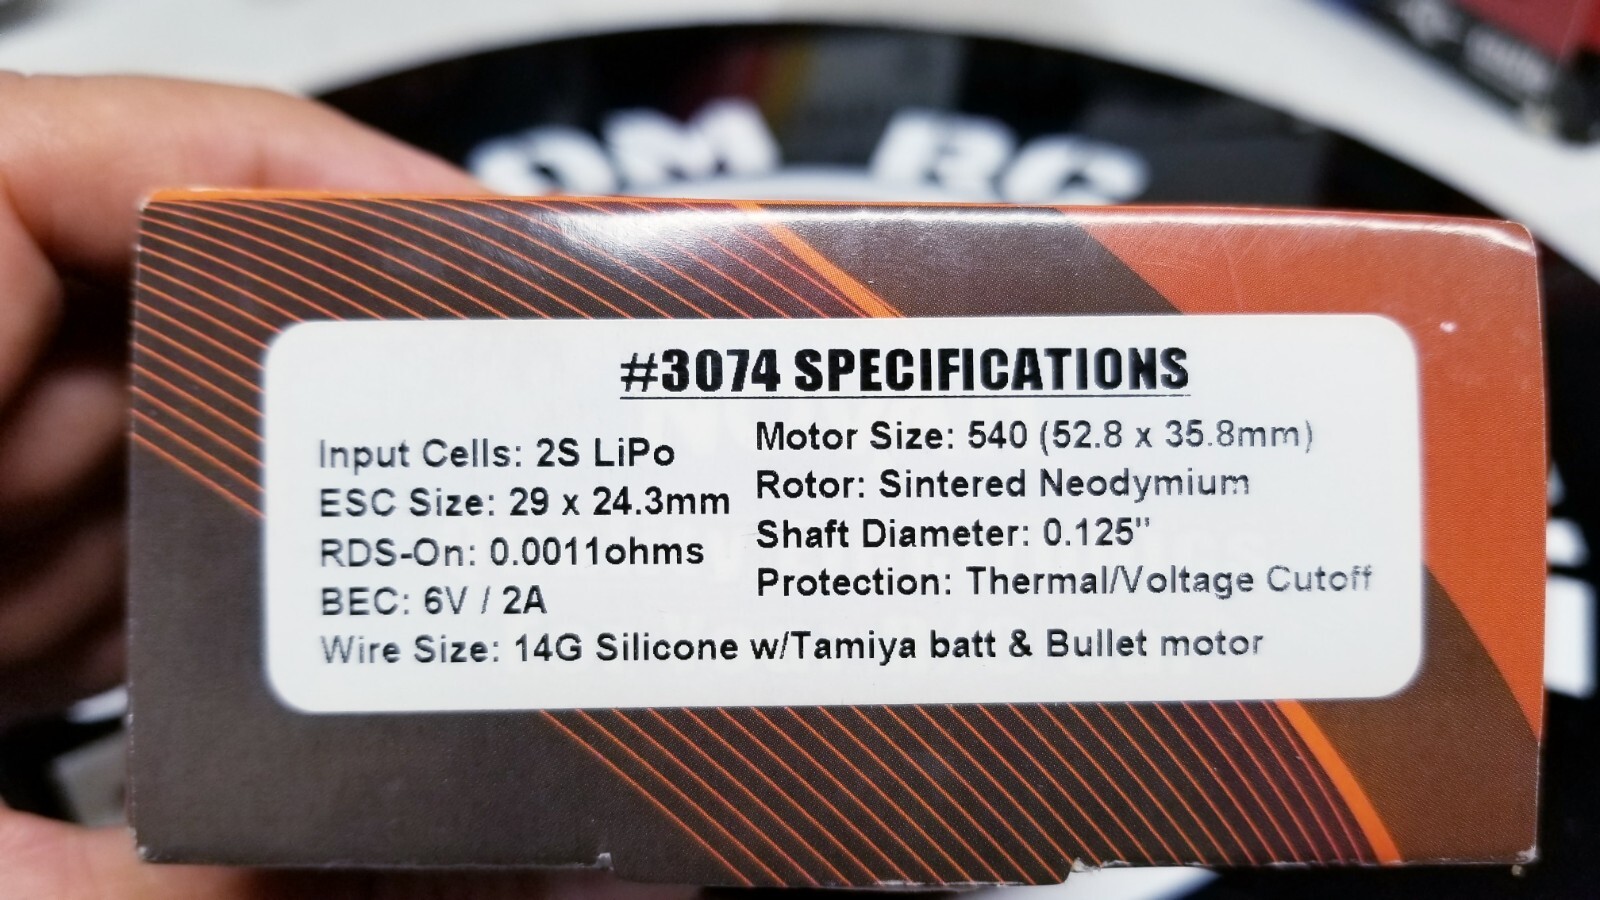 OM RC
#3074 SPECIFICATIONS
Input Cells: 2S LiPo
ESC Size: 29 x 24.3mm
RDS-On: 0.0011ohms
BEC: 6V / 2A
Motor Size: 540 (52.8 x 35.8mm)
Rotor: Sintered Neodymium
Shaft Diameter: 0.125"
Protection: Thermal/Voltage Cutoff
Wire Size: 14G Silicone w/Tamiya batt & Bullet motor